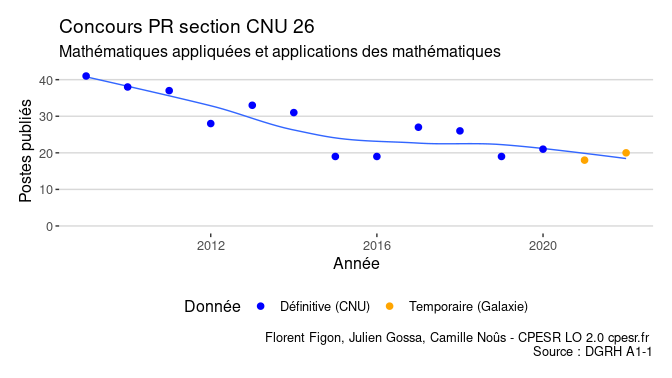 Concours PR section CNU 26
Mathématiques appliquées et applications des mathématiques
Postes publiés
40
30
20
10
0
2012
2016
2020
Année
Donnée
Définitive (CNU)
Temporaire (Galaxie)
Florent Figon, Julien Gossa, Camille Noûs - CPESR LO 2.0 cpesr.fr
Source : DGRH A1-1